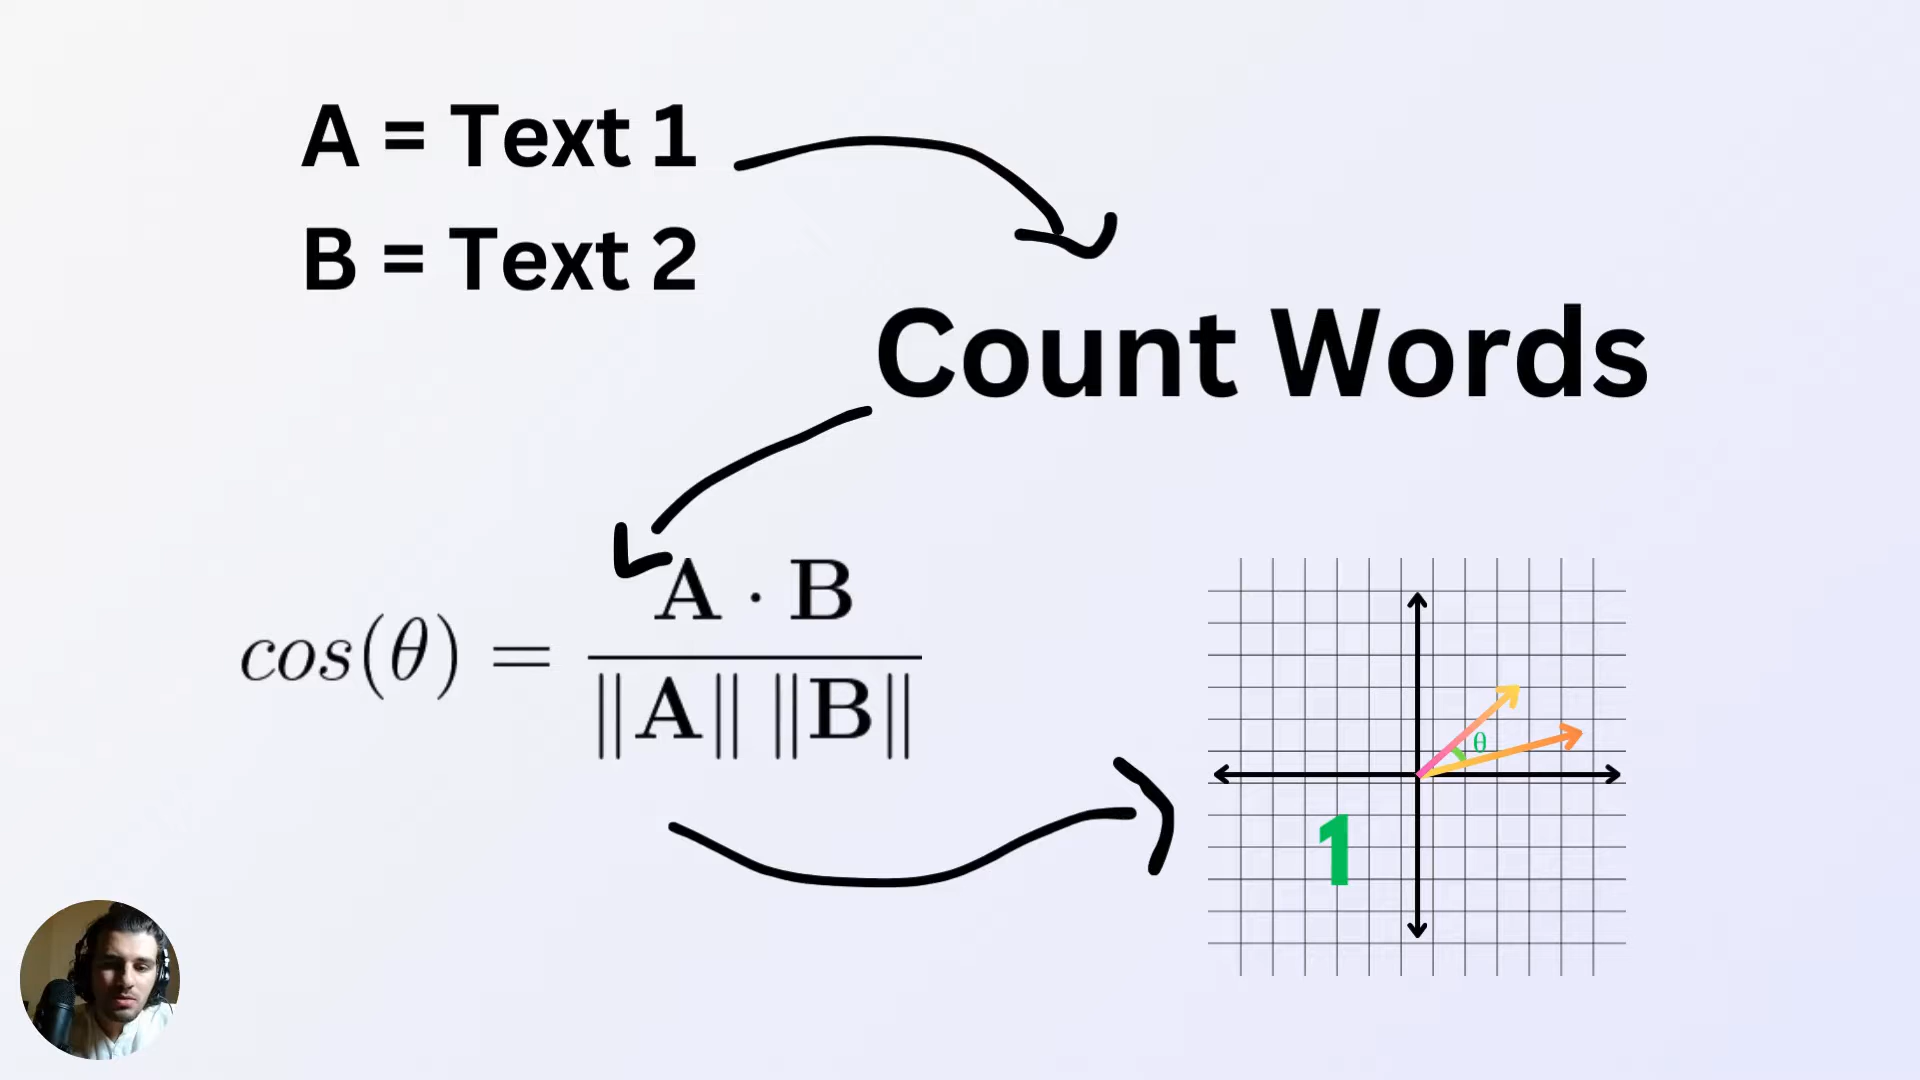 A = Text 1
B = Text 2
Count Words
cos(θ) = A · B / ||A|| ||B||
θ
1